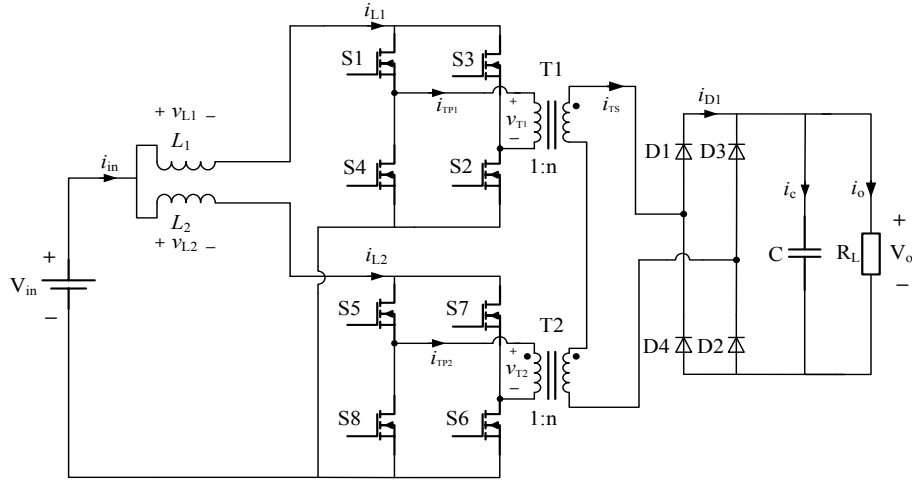 i_L1
S1
S3
T1
+ v_L1 −
L_1
i_TP1
+
v_T1
−
i_TS
i_D1
i_in
S4
S2
1:n
D1
D3
L_2
+ v_L2 −
i_c
i_o
+
V_in
−
i_L2
C
R_L
+
V_o
−
S5
S7
T2
i_TP2
+
v_T2
−
D4
D2
S8
S6
1:n